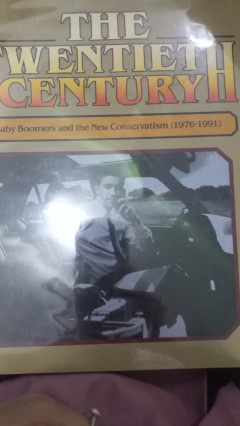 THE
TWENTIETH
CENTURY
aby Boomers and the New Conservatism (1976-1991)